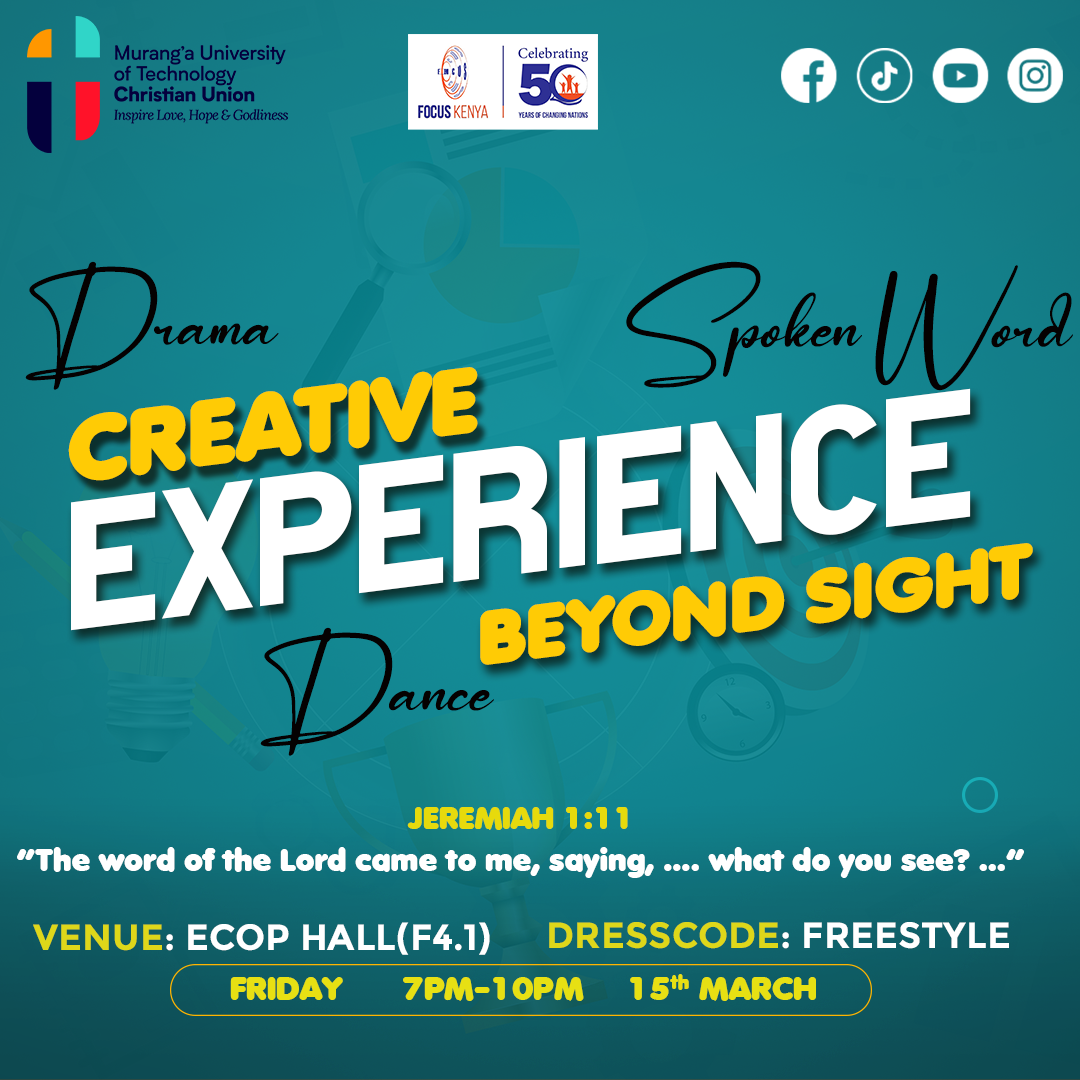 Murang'a University
of Technology
Christian Union
Inspire Love, Hope & Godliness
FOCUS KENYA
Celebrating
50
YEARS OF CHANGING NATIONS
Drama
Spoken Word
CREATIVE
EXPERIENCE
BEYOND SIGHT
Dance
JEREMIAH 1:11
"The word of the Lord came to me, saying, .... what do you see? ..."
VENUE: ECOP HALL(F4.1)
DRESSCODE: FREESTYLE
FRIDAY 7PM-10PM 15th MARCH